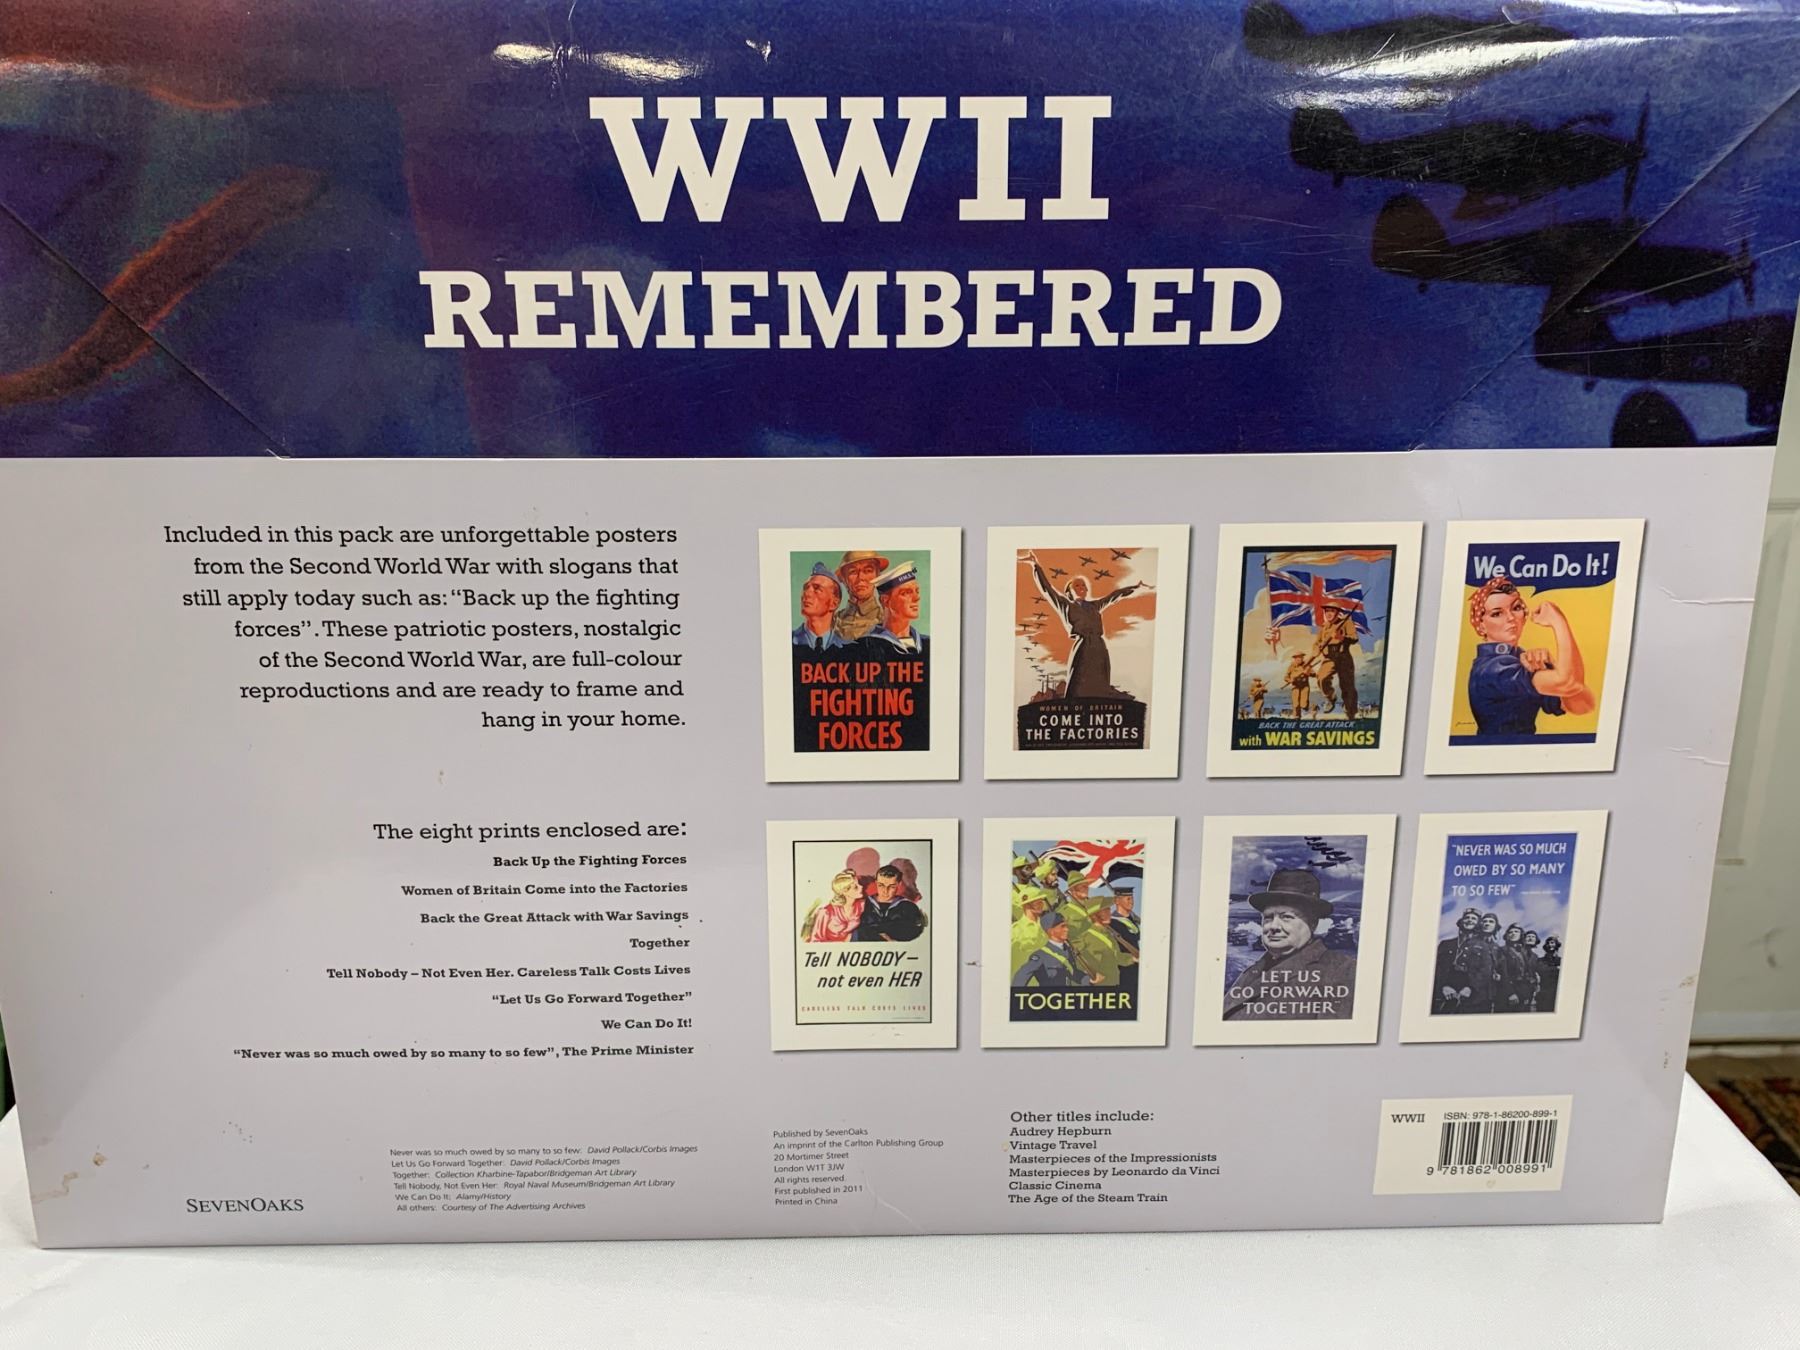 WWII
REMEMBERED
Included in this pack are unforgettable posters
from the Second World War with slogans that
still apply today such as: “Back up the fighting
forces”. These patriotic posters, nostalgic
of the Second World War, are full-colour
reproductions and are ready to frame and
hang in your home.
The eight prints enclosed are:
Back Up the Fighting Forces
Women of Britain Come into the Factories
Back the Great Attack with War Savings
Together
Tell Nobody – Not Even Her. Careless Talk Costs Lives
“Let Us Go Forward Together”
We Can Do It!
“Never was so much owed by so many to so few”, The Prime Minister
BACK UP THE
FIGHTING
FORCES
WOMEN OF BRITAIN
COME INTO
THE FACTORIES
BACK THE GREAT ATTACK
with WAR SAVINGS
We Can Do It!
Tell NOBODY–
not even HER
CARELESS TALK COSTS LIVES
TOGETHER
"LET US
GO FORWARD
TOGETHER"
"NEVER WAS SO MUCH
OWED BY SO MANY
TO SO FEW"
SEVENOAKS
Never was so much owed by so many to so few: David Pollack/Corbis Images
Let Us Go Forward Together: David Pollack/Corbis Images
Together: Collection Kharbine-Tapabor/Bridgeman Art Library
Tell Nobody, Not Even Her: Royal Naval Museum/Bridgeman Art Library
We Can Do It: Alamy/History
All others: Courtesy of The Advertising Archives
Published by SevenOaks
An imprint of the Carlton Publishing Group
20 Mortimer Street
London W1T 3JW
All rights reserved.
First published in 2011
Printed in China
Other titles include:
Audrey Hepburn
Vintage Travel
Masterpieces of the Impressionists
Masterpieces by Leonardo da Vinci
Classic Cinema
The Age of the Steam Train
WWII
ISBN: 978-1-86200-899-1
9 781862 008991